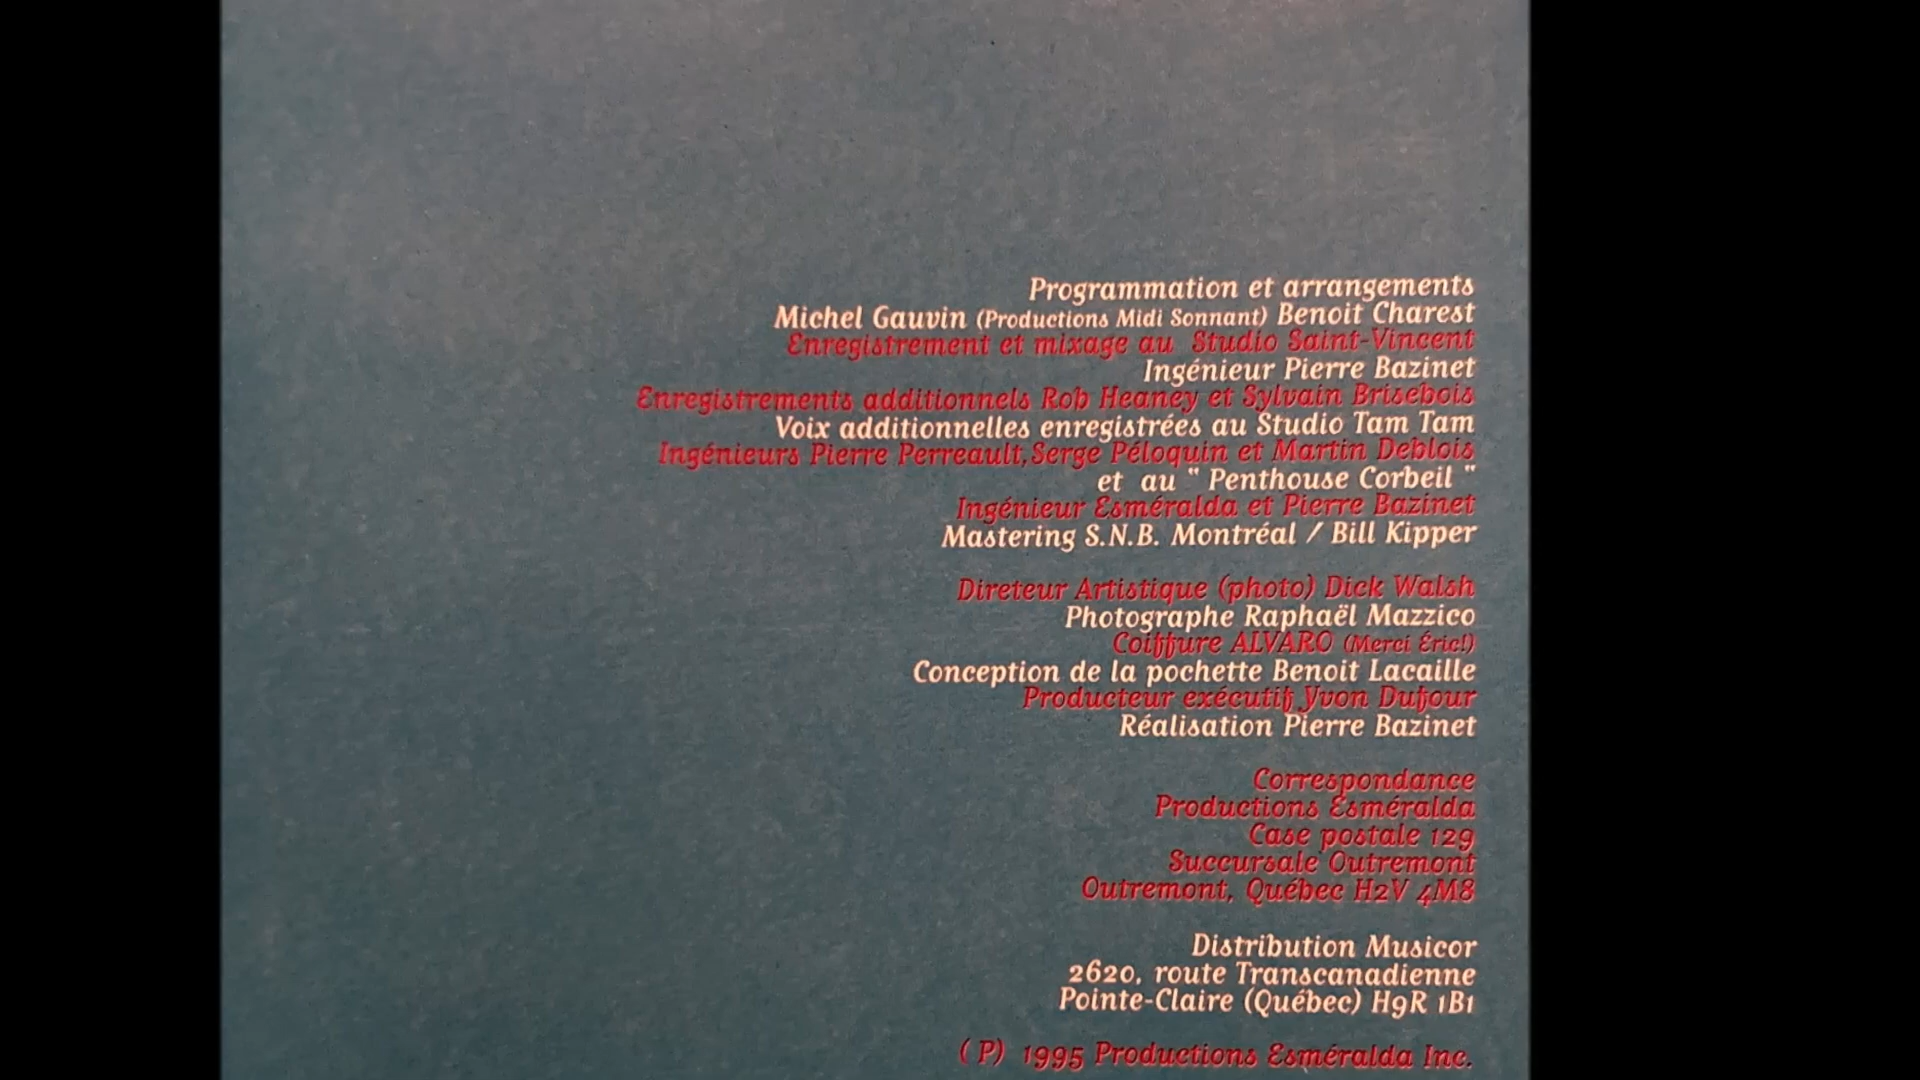 Programmation et arrangements
Michel Gauvin (Productions Midi Sonnant) Benoit Charest
Enregistrement et mixage au Studio Saint-Vincent
Ingénieur Pierre Bazinet
Enregistrements additionnels Rob Heaney et Sylvain Brisebois
Voix additionnelles enregistrées au Studio Tam Tam
Ingénieurs Pierre Perreault,Serge Péloquin et Martin Deblois
et au " Penthouse Corbeil "
Ingénieur Esméralda et Pierre Bazinet
Mastering S.N.B. Montréal / Bill Kipper
Direteur Artistique (photo) Dick Walsh
Photographe Raphaël Mazzico
Coiffure ALVARO (Merci Éric!)
Conception de la pochette Benoit Lacaille
Producteur exécutif Yvon Dufour
Réalisation Pierre Bazinet
Correspondance
Productions Esméralda
Case postale 129
Succursale Outremont
Outremont, Québec H2V 4M8
Distribution Musicor
2620, route Transcanadienne
Pointe-Claire (Québec) H9R 1B1
(P) 1995 Productions Esméralda Inc.